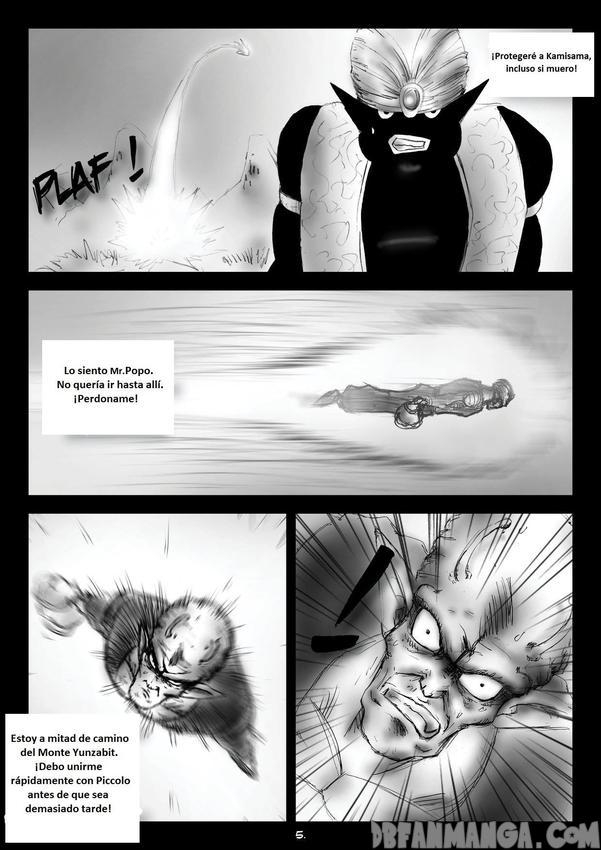 ¡Protegeré a Kamisama,
incluso si muero!
PLAF!
Lo siento Mr.Popo.
No quería ir hasta allí.
¡Perdoname!
!
Estoy a mitad de camino
del Monte Yunzabit.
¡Debo unirme
rápidamente con Piccolo
antes de que sea
demasiado tarde!
5.
DBFANMANGA.COM